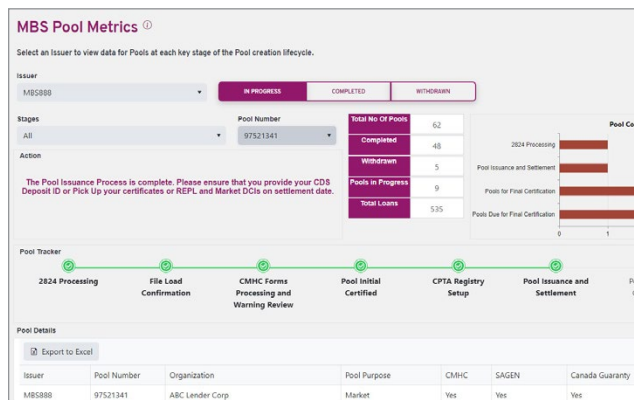 MBS Pool Metrics
Select an Issuer to view data for Pools at each key stage of the Pool creation lifecycle.
Issuer
MBS888
IN PROGRESS
COMPLETED
WITHDRAWN
Stages
Pool Number
All
97521341
Action
The Pool Issuance Process is complete. Please ensure that you provide your CDS
Deposit ID or Pick Up your certificates or REPL and Market DCIs on settlement date.
Total No Of Pools 62
Completed 48
Withdrawn 5
Pools in Progress 9
Total Loans 535
Pool Co
2824 Processing
Pool Issuance and Settlement
Pools for Final Certification
Pools Due for Final Certification
0 1
Pool Tracker
2824 Processing
File Load
Confirmation
CMHC Forms
Processing and
Warning Review
Pool Initial
Certified
CPTA Registry
Setup
Pool Issuance and
Settlement
Pool Details
Export to Excel
Issuer Pool Number Organization Pool Purpose CMHC SAGEN Canada Guaranty
MBS888 97521341 ABC Lender Corp Market Yes Yes Yes